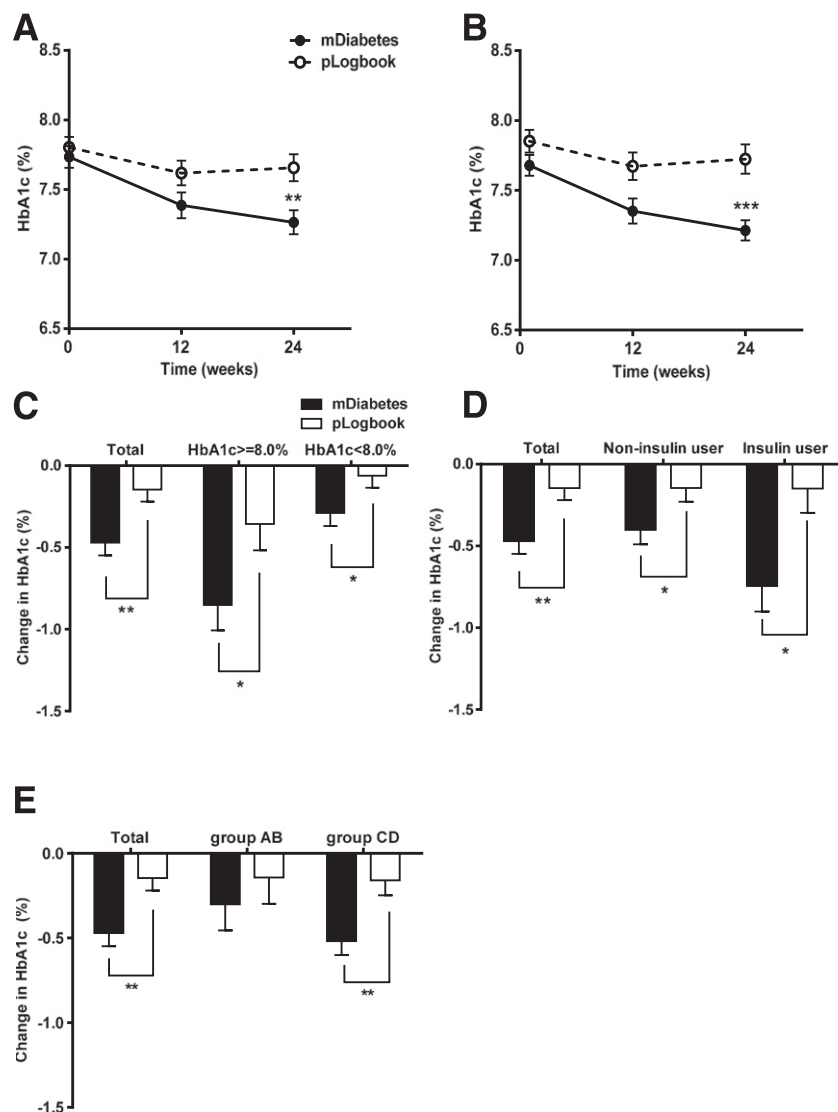 A
mDiabetes
pLogbook
8.5
8.0
7.5
7.0
6.5
HbA1c (%)
**
0 12 24
Time (weeks)
B
8.5
8.0
7.5
7.0
6.5
HbA1c (%)
***
0 12 24
Time (weeks)
C
mDiabetes
pLogbook
Total HbA1c>=8.0% HbA1c<8.0%
0.0
-0.5
-1.0
-1.5
Change in HbA1c (%)
**
*
*
D
Total Non-insulin user Insulin user
0.0
-0.5
-1.0
-1.5
Change in HbA1c (%)
**
*
*
E
Total group AB group CD
0.0
-0.5
-1.0
-1.5
Change in HbA1c (%)
**
**